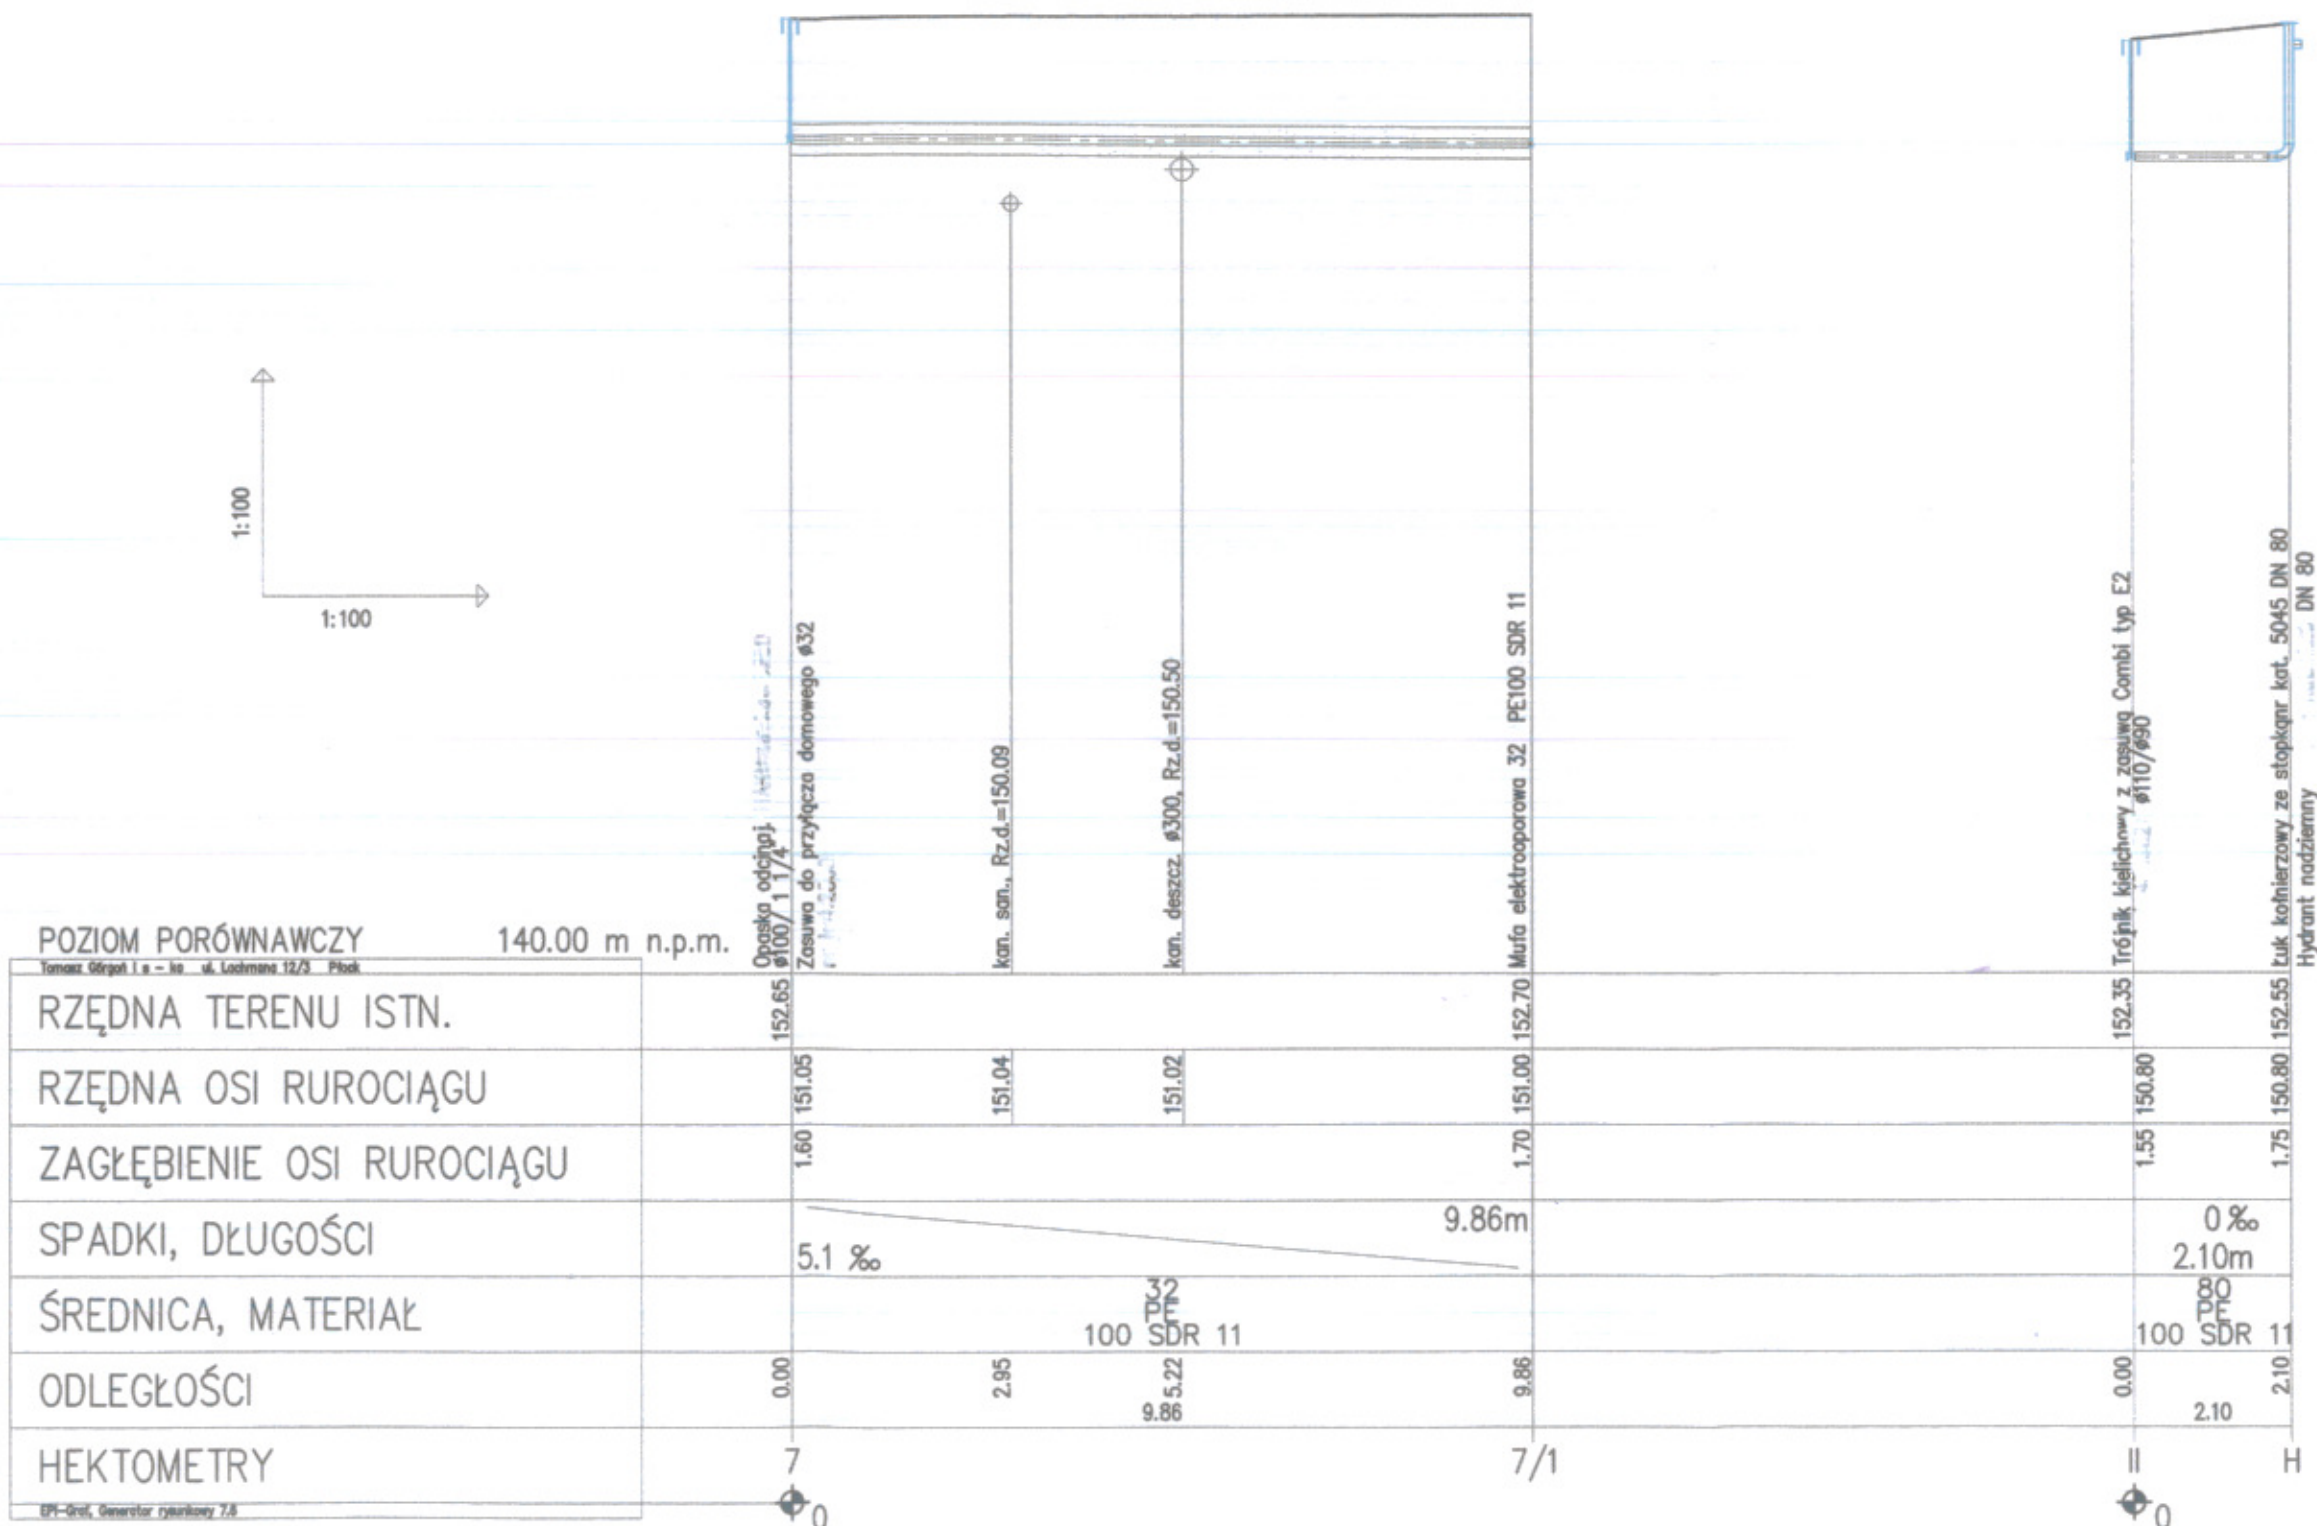 1:100
1:100
Opaska odcinaj.
ø100/1 1/4
Zasuwa do przyłącza domowego ø32
kan. san., Rz.d.=150.09
kan. deszcz. ø300, Rz.d.=150.50
Mufa elektrooporowa 32 PE100 SDR 11
Trójnik kielichowy z zasuwą Combi typ E2
ø110/ø90
Łuk kołnierzowy ze stopkąnr kat. 5045 DN 80
Hydrant nadziemny DN 80
POZIOM PORÓWNAWCZY 140.00 m n.p.m.
Tomasz Górgoń i s - ka ul. Lachmana 12/3 Płock
RZĘDNA TERENU ISTN. 152.65 152.70 152.35 152.55
RZĘDNA OSI RUROCIĄGU 151.05 151.04 151.02 151.00 150.80 150.80
ZAGŁĘBIENIE OSI RUROCIĄGU 1.60 1.70 1.55 1.75
SPADKI, DŁUGOŚCI
9.86m 0 ‰
5.1 ‰ 2.10m
ŚREDNICA, MATERIAŁ
32 80
PE PE
100 SDR 11 100 SDR 11
ODLEGŁOŚCI 0.00 2.95 5.22 9.86 0.00 2.10
9.86 2.10
HEKTOMETRY 7 7/1 II H
EPI-Graf, Generator rysunkowy 7.6
0 0